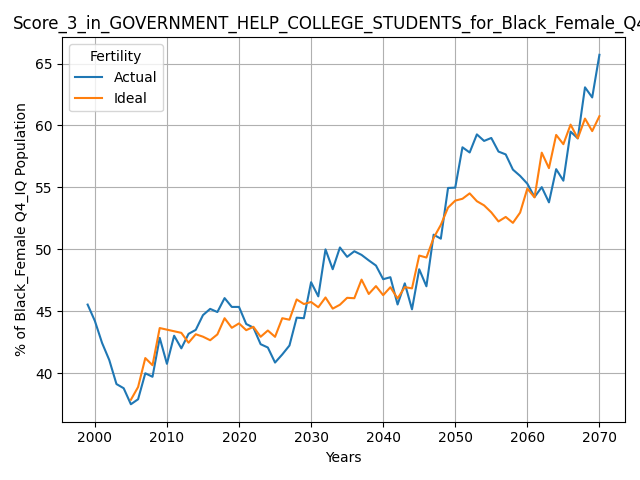 Score_3_in_GOVERNMENT_HELP_COLLEGE_STUDENTS_for_Black_Female_Q4
Fertility
Actual
Ideal
% of Black_Female Q4_IQ Population
65
60
55
50
45
40
2000 2010 2020 2030 2040 2050 2060 2070
Years